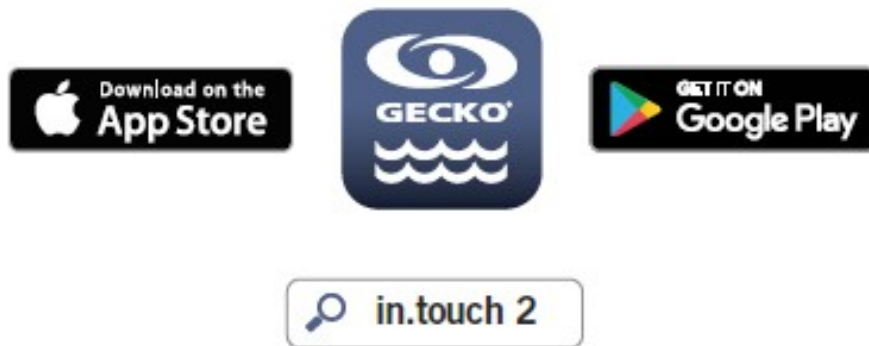 Download on the
App Store
GECKO®
GET IT ON
Google Play
in.touch 2